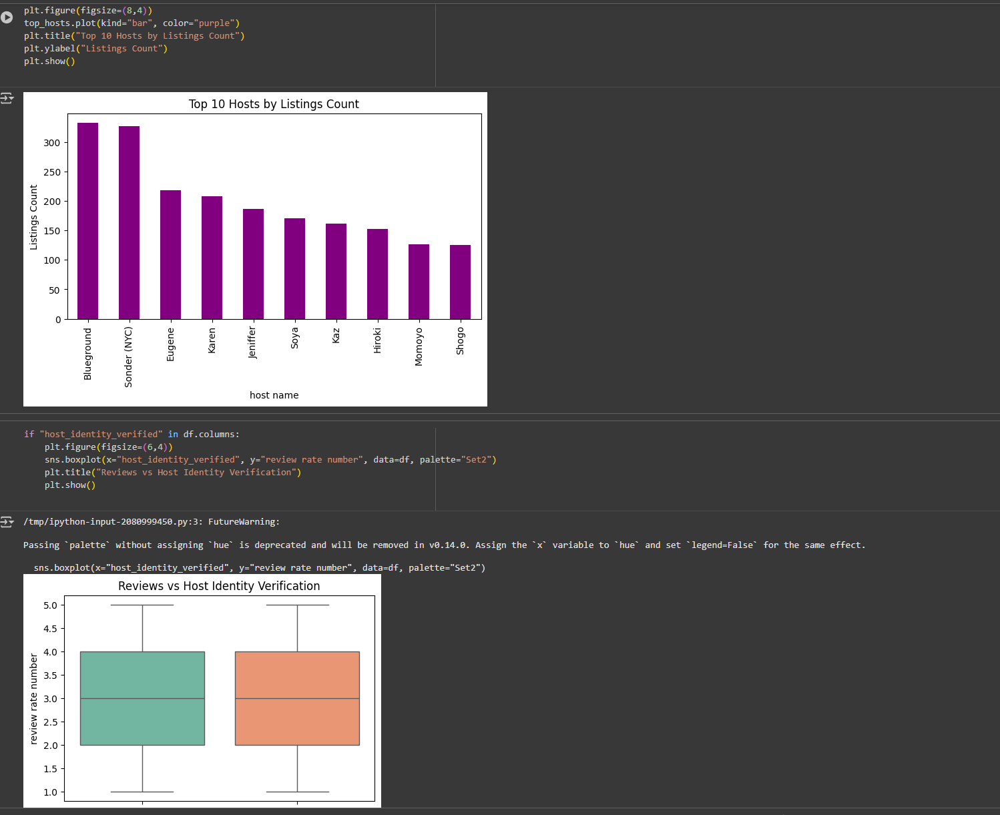 plt.figure(figsize=(8,4))
top_hosts.plot(kind="bar", color="purple")
plt.title("Top 10 Hosts by Listings Count")
plt.ylabel("Listings Count")
plt.show()
Top 10 Hosts by Listings Count
300
250
200
150
100
50
0
Listings Count
Blueground
Sonder (NYC)
Eugene
Karen
Jeniffer
Soya
Kaz
Hiroki
Momoyo
Shogo
host name
if "host_identity_verified" in df.columns:
    plt.figure(figsize=(6,4))
    sns.boxplot(x="host_identity_verified", y="review rate number", data=df, palette="Set2")
    plt.title("Reviews vs Host Identity Verification")
    plt.show()
/tmp/ipython-input-2080999450.py:3: FutureWarning:
Passing `palette` without assigning `hue` is deprecated and will be removed in v0.14.0. Assign the `x` variable to `hue` and set `legend=False` for the same effect.
  sns.boxplot(x="host_identity_verified", y="review rate number", data=df, palette="Set2")
Reviews vs Host Identity Verification
5.0
4.5
4.0
3.5
3.0
2.5
2.0
1.5
1.0
review rate number